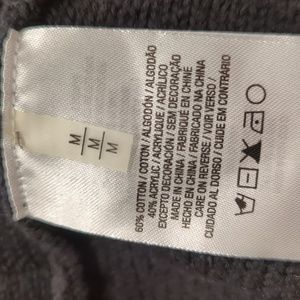 M
M
M
60% COTTON / COTTON / ALGODÓN / ALGODÃO
40% ACRYLIC / ACRYLIQUE / ACRÍLICO
EXCEPTO DECORACIÓN / SEM DECORAÇÃO
MADE IN CHINA / FABRIQUÉ EN CHINE
HECHO EN CHINA / FABRICADO NA CHINA
CARE ON REVERSE / VOIR VERSO /
CUIDADO AL DORSO / CUIDE EM CONTRÁRIO